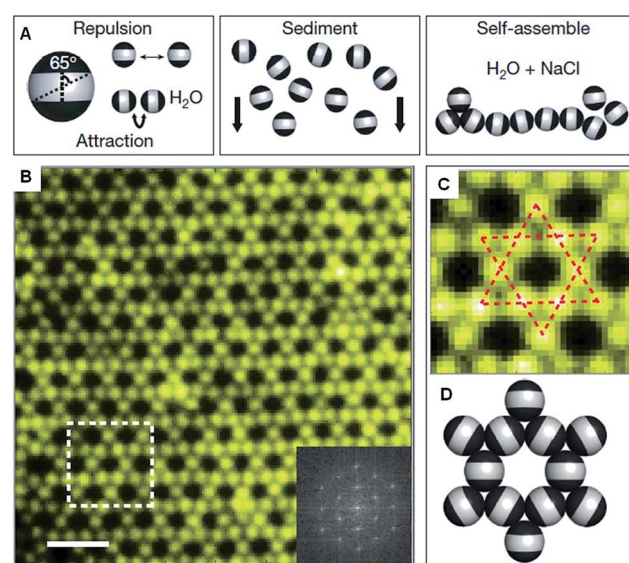 A
Repulsion
65°
H₂O
Attraction
Sediment
Self-assemble
H₂O + NaCl
B
C
D